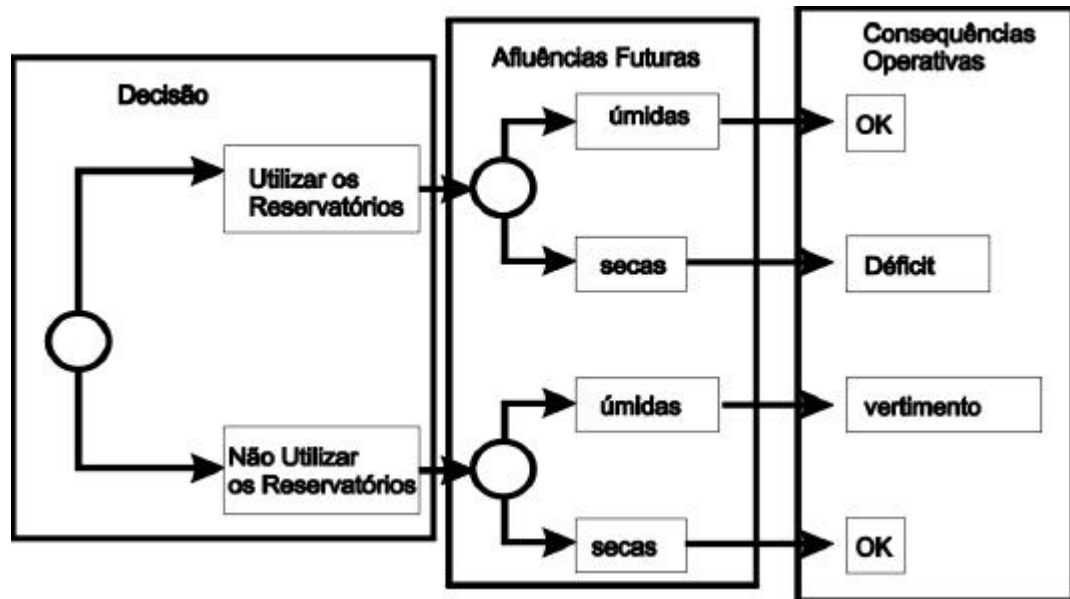 Decisão
Afluências Futuras
Consequências
Operativas
Utilizar os
Reservatórios
úmidas
OK
secas
Déficit
Não Utilizar
os Reservatórios
úmidas
vertimento
secas
OK